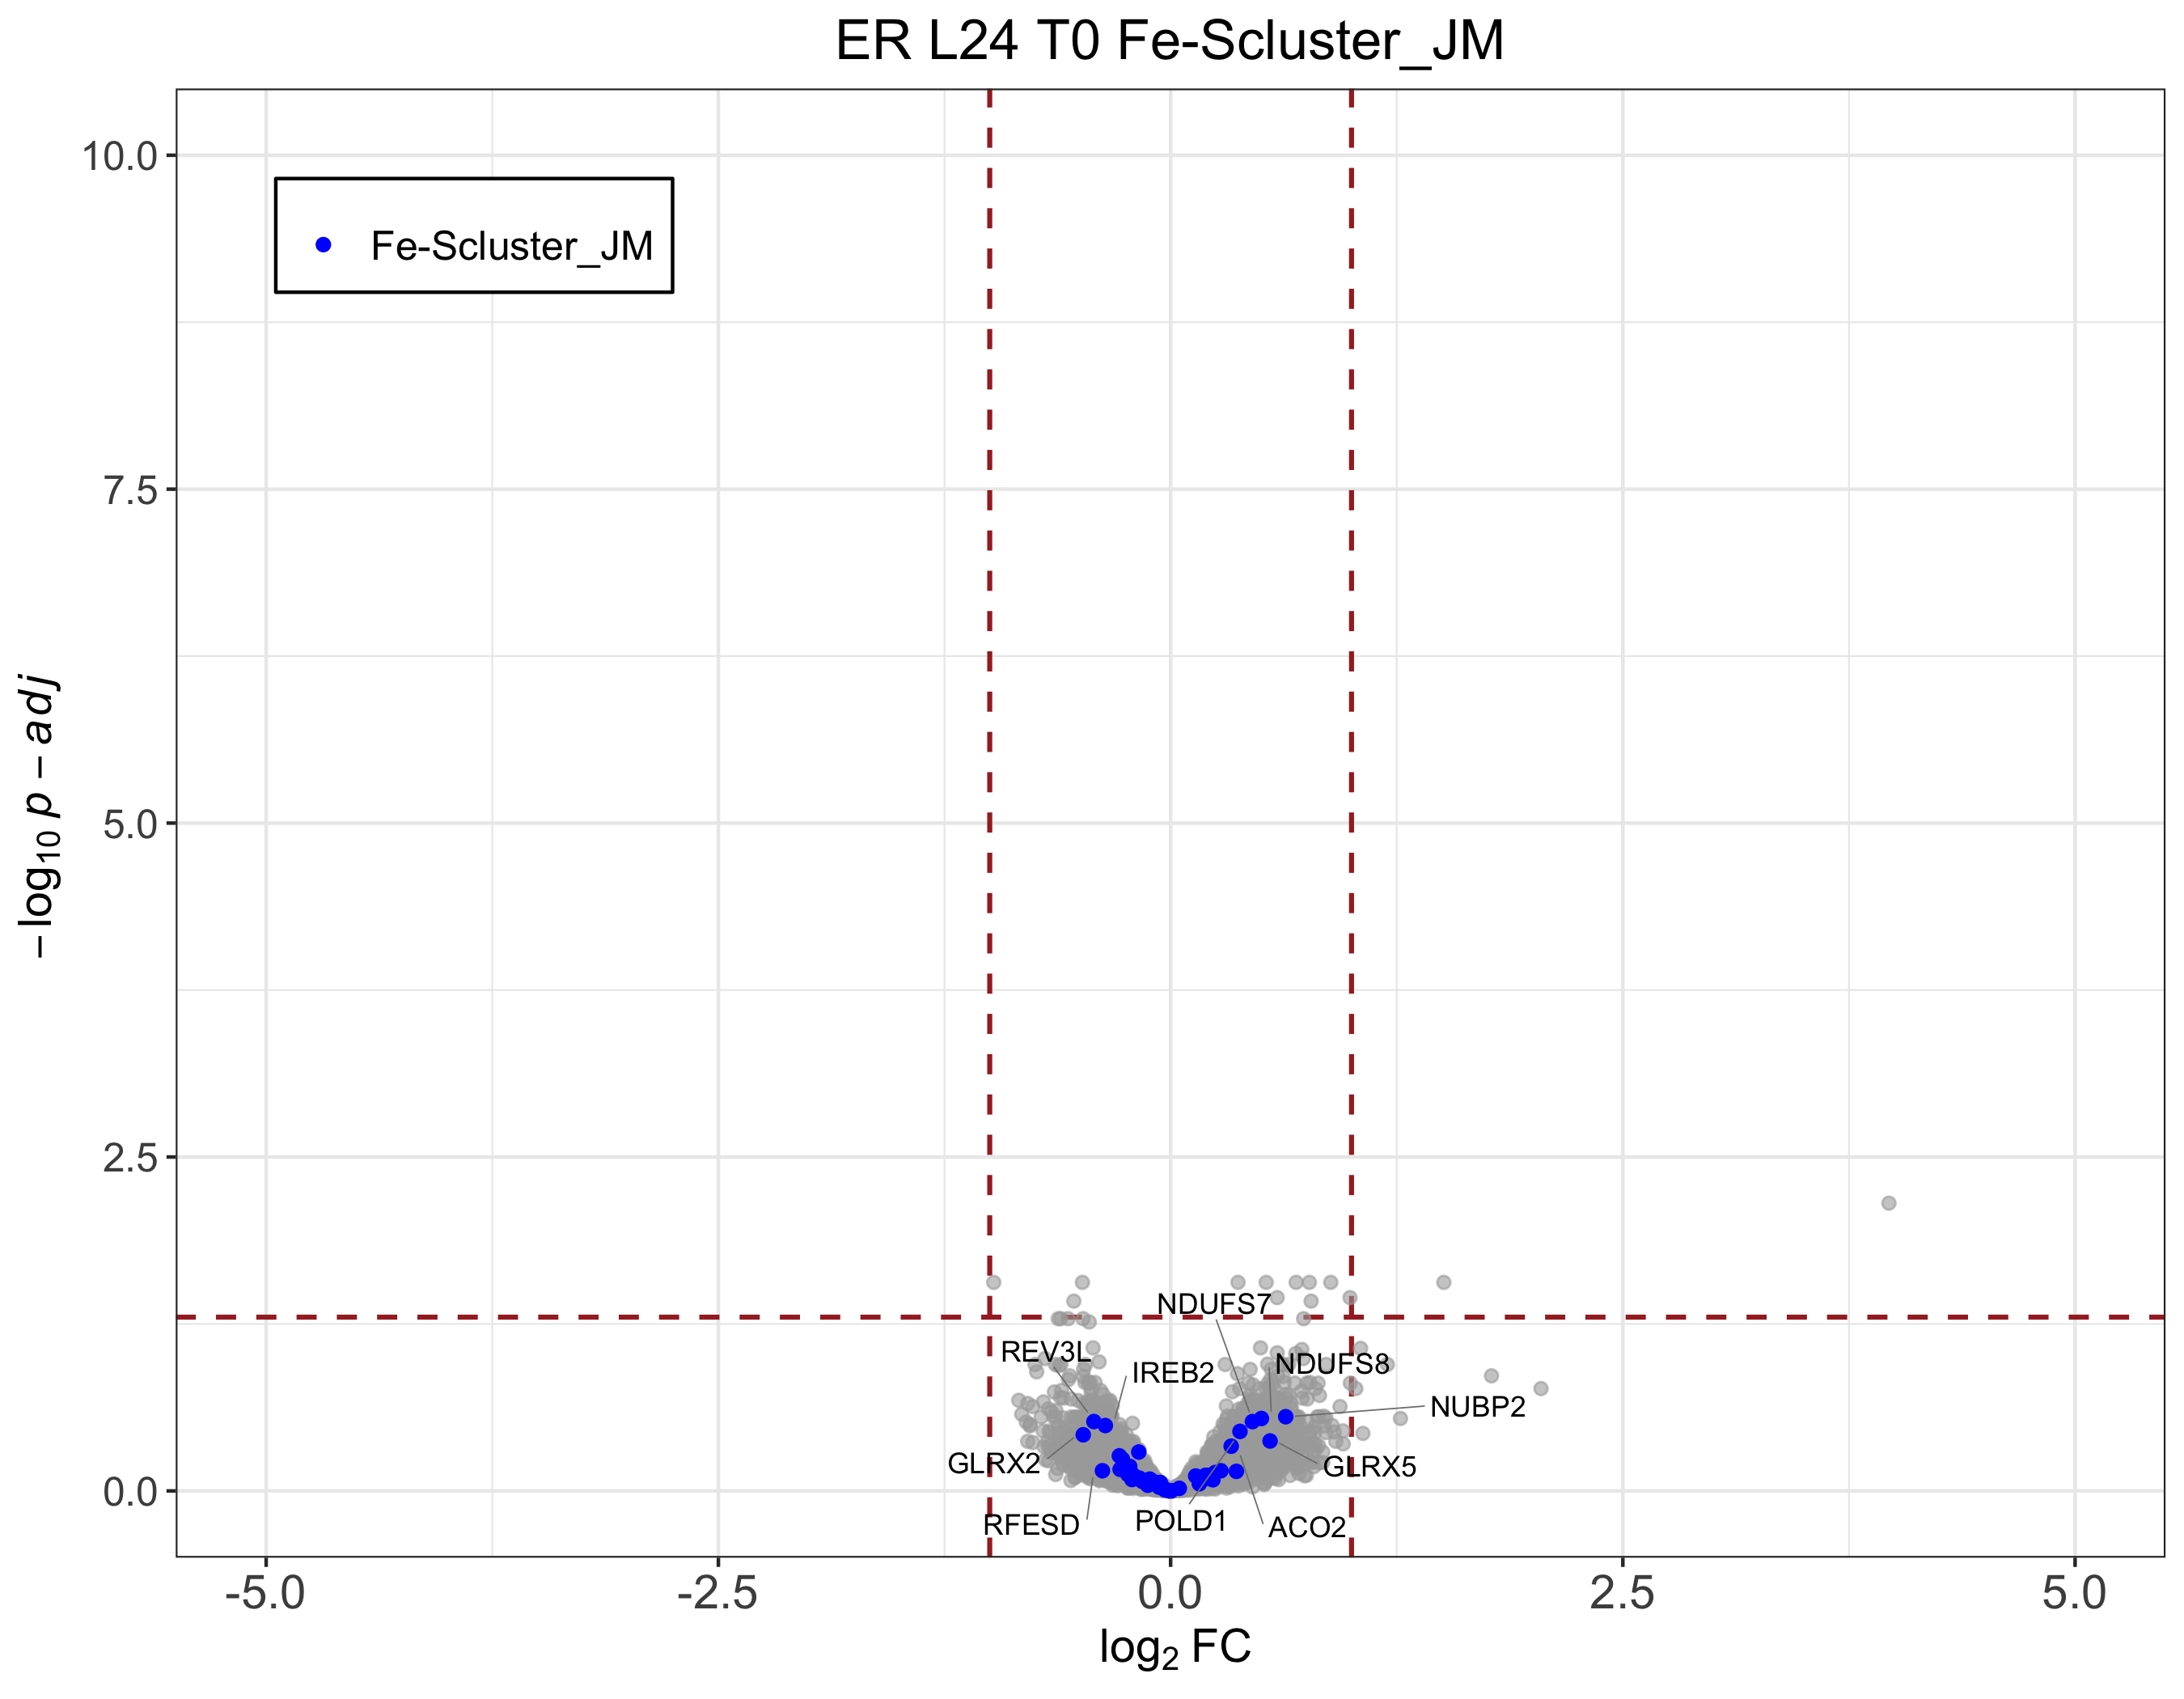 ER L24 T0 Fe-Scluster_JM
10.0
Fe-Scluster_JM
7.5
5.0
2.5
0.0
−log10 p − adj
NDUFS7
REV3L
IREB2
NDUFS8
NUBP2
GLRX2
GLRX5
RFESD
POLD1
ACO2
-5.0
-2.5
0.0
2.5
5.0
log2 FC